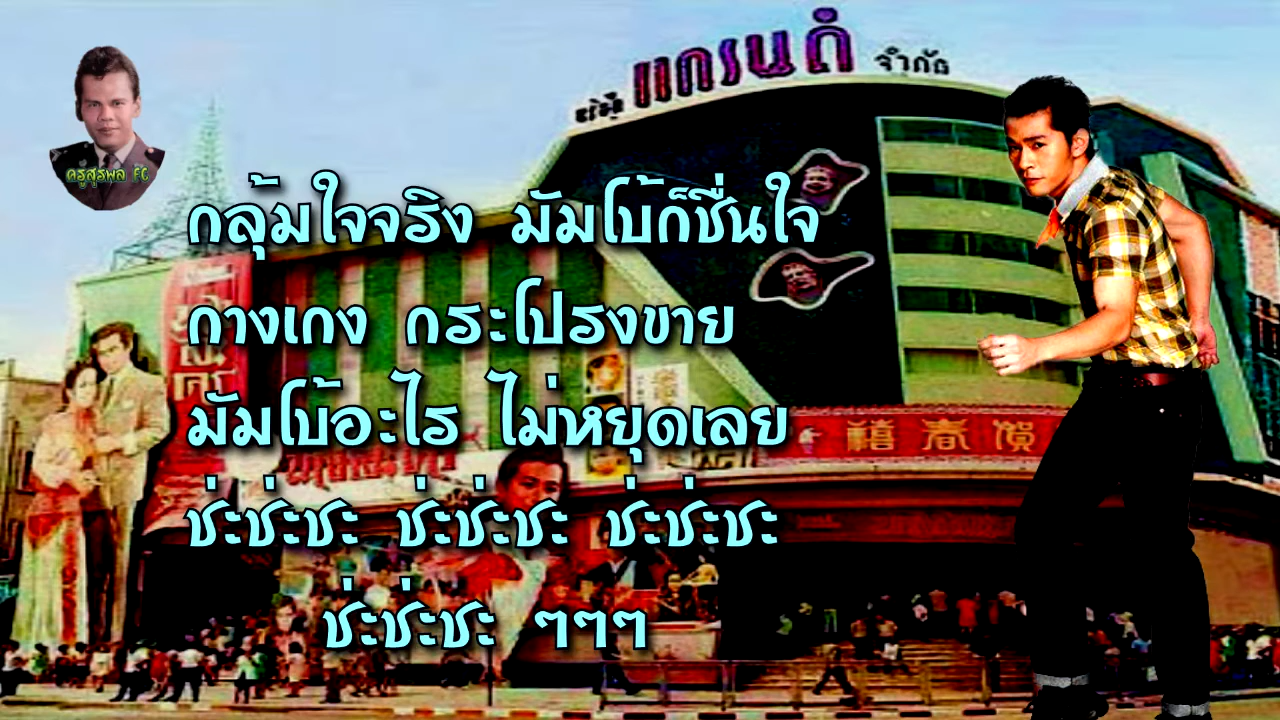 แกรนด์ จำกัด
ครูสุรพล FC
กลุ้มใจจริง มัมโบ้ก็ชื่นใจ
กางเกง กระโปรงขาย
มัมโบ้อะไร ไม่หยุดเลย
ช่ะช่ะชะ ช่ะช่ะชะ ช่ะช่ะชะ
ช่ะช่ะชะ ๆๆๆ
禧春賀